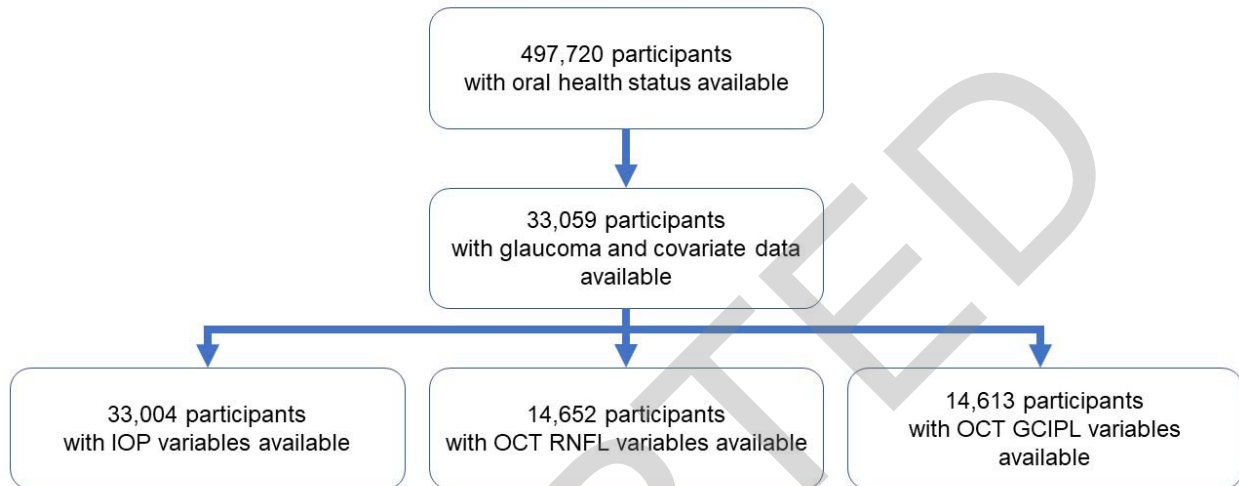 497,720 participants
with oral health status available
33,059 participants
with glaucoma and covariate data
available
33,004 participants
with IOP variables available
14,652 participants
with OCT RNFL variables available
14,613 participants
with OCT GCIPL variables
available
PTED